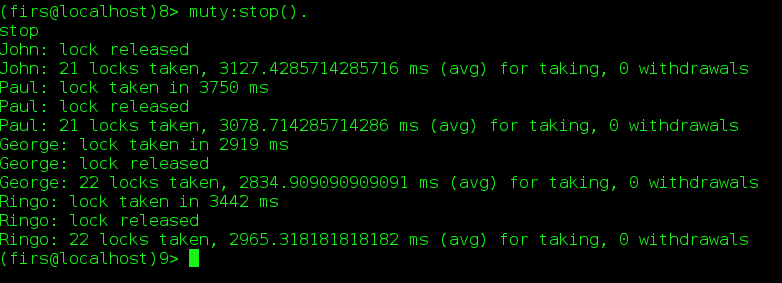 (firs@localhost)8> muty:stop().
stop
John: lock released
John: 21 locks taken, 3127.4285714285716 ms (avg) for taking, 0 withdrawals
Paul: lock taken in 3750 ms
Paul: lock released
Paul: 21 locks taken, 3078.714285714286 ms (avg) for taking, 0 withdrawals
George: lock taken in 2919 ms
George: lock released
George: 22 locks taken, 2834.909090909091 ms (avg) for taking, 0 withdrawals
Ringo: lock taken in 3442 ms
Ringo: lock released
Ringo: 22 locks taken, 2965.318181818182 ms (avg) for taking, 0 withdrawals
(firs@localhost)9>